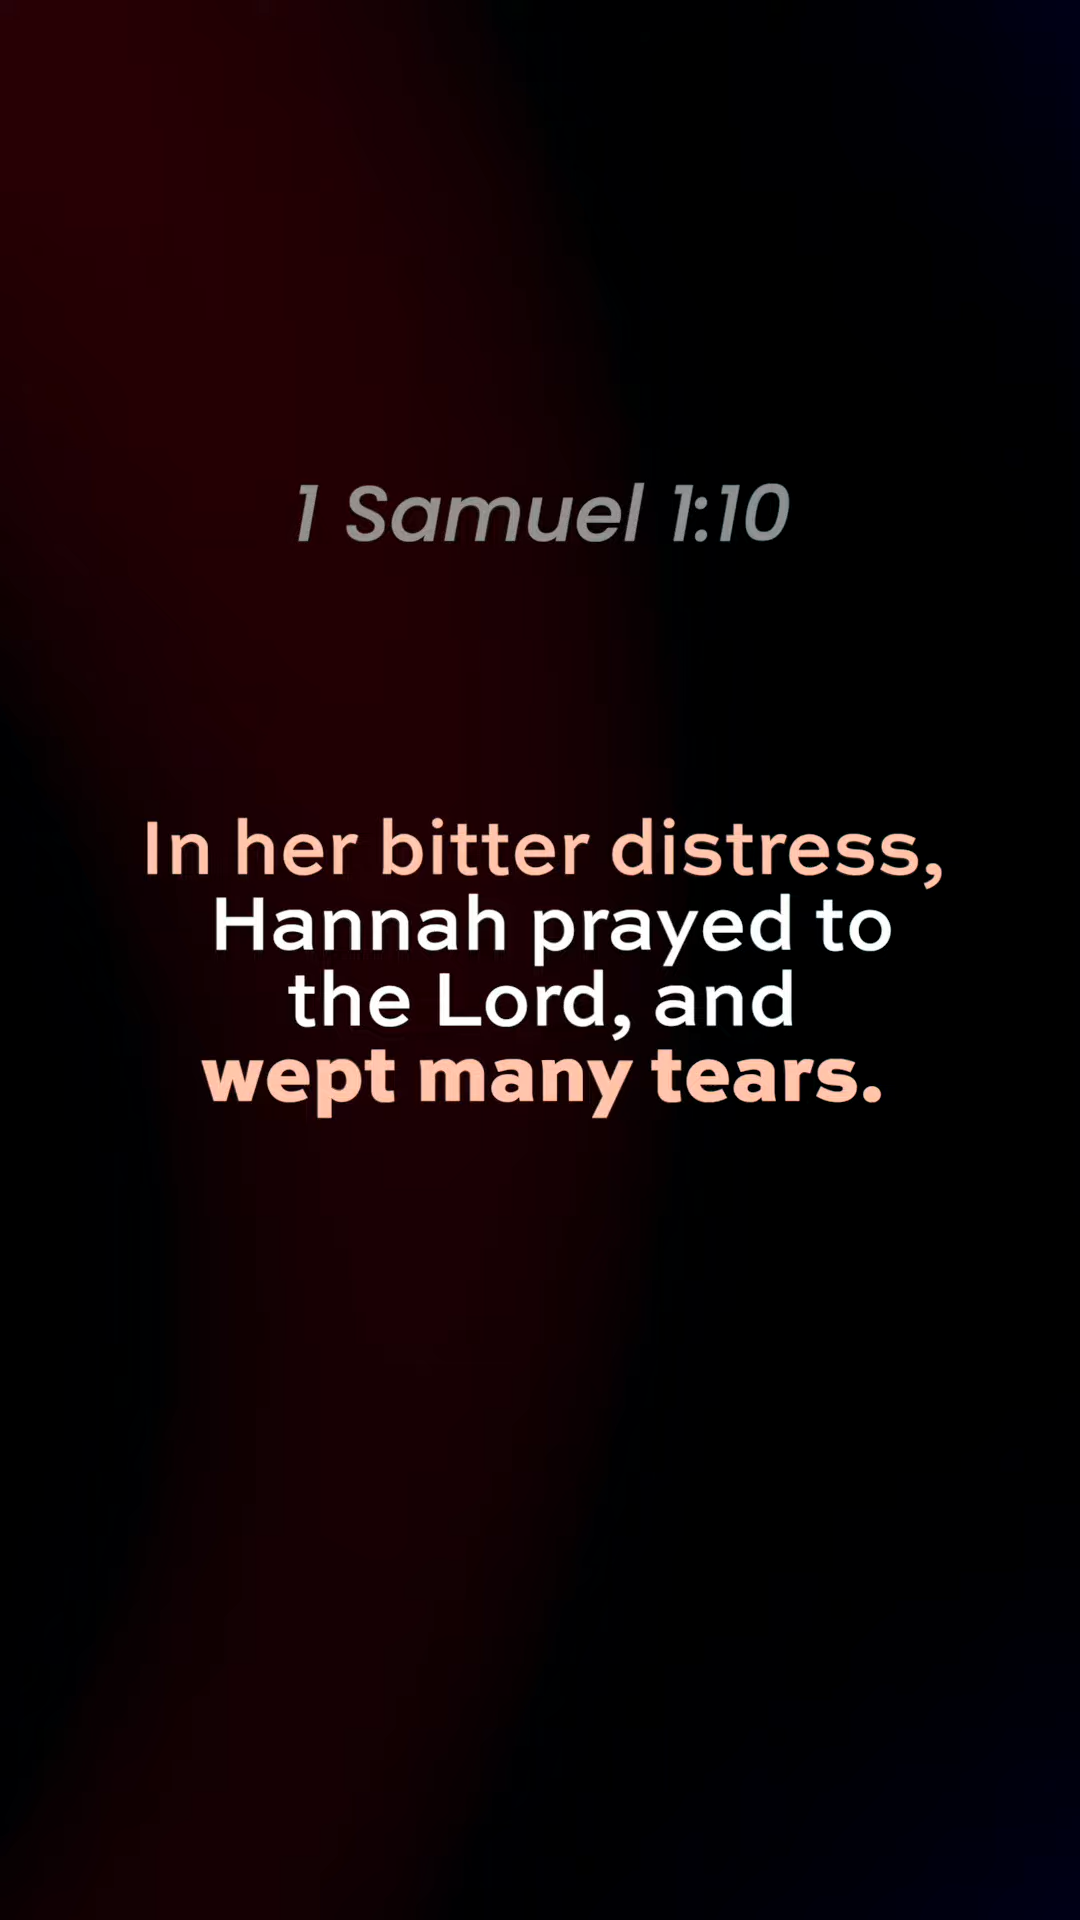 1 Samuel 1:10
In her bitter distress,
Hannah prayed to
the Lord, and
wept many tears.